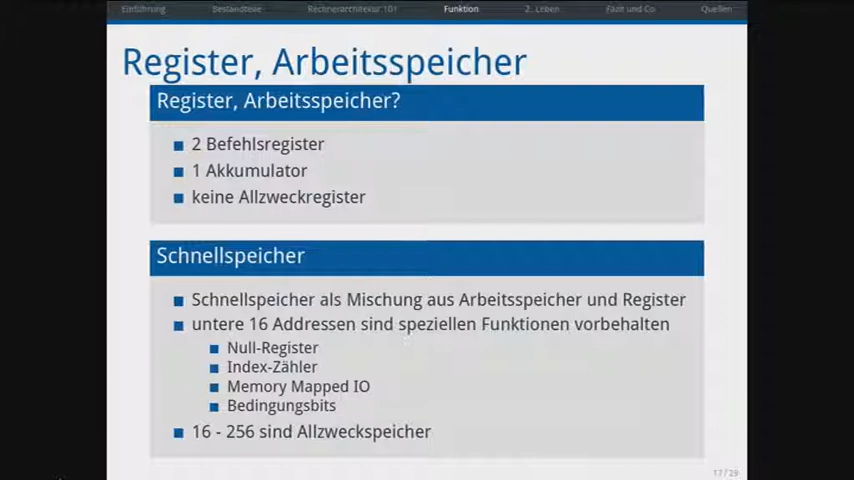 Einführung Bestandteile Rechnerarchitektur 101 Funktion 2. Leben Fazit und Co Quellen
Register, Arbeitsspeicher
Register, Arbeitsspeicher?
2 Befehlsregister
1 Akkumulator
keine Allzweckregister
Schnellspeicher
Schnellspeicher als Mischung aus Arbeitsspeicher und Register
untere 16 Addressen sind speziellen Funktionen vorbehalten
Null-Register
Index-Zähler
Memory Mapped IO
Bedingungsbits
16 - 256 sind Allzweckspeicher
17 / 29